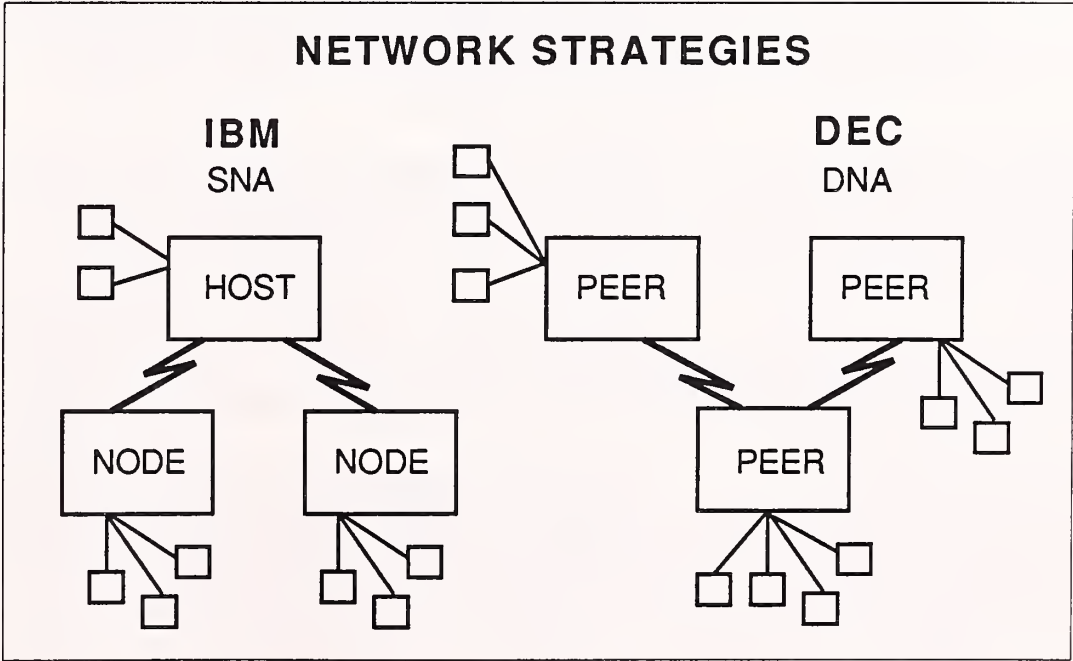 NETWORK STRATEGIES
IBM
SNA
HOST
NODE
NODE
DEC
DNA
PEER
PEER
PEER